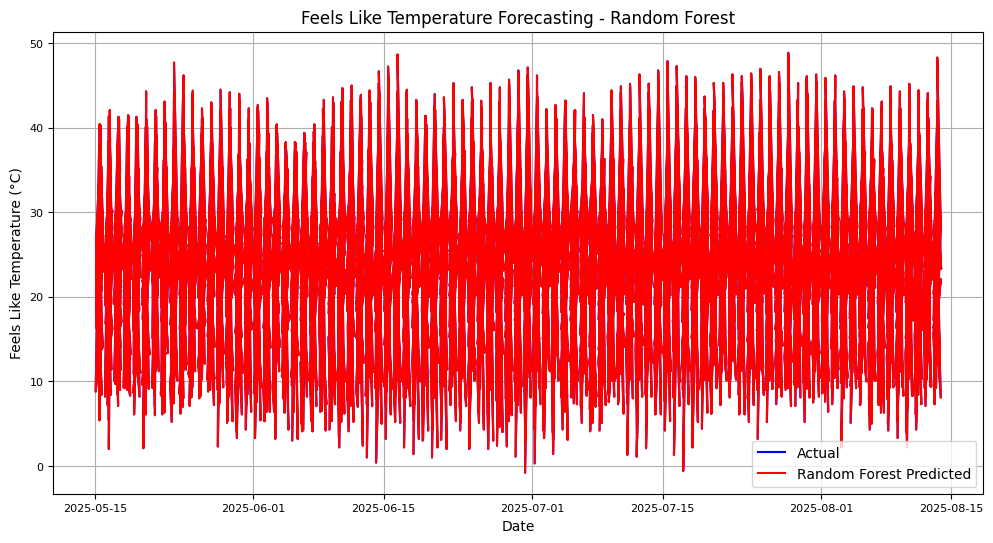 Feels Like Temperature Forecasting - Random Forest
Feels Like Temperature (°C)
50
40
30
20
10
0
2025-05-15
2025-06-01
2025-06-15
2025-07-01
2025-07-15
2025-08-01
2025-08-15
Date
Actual
Random Forest Predicted